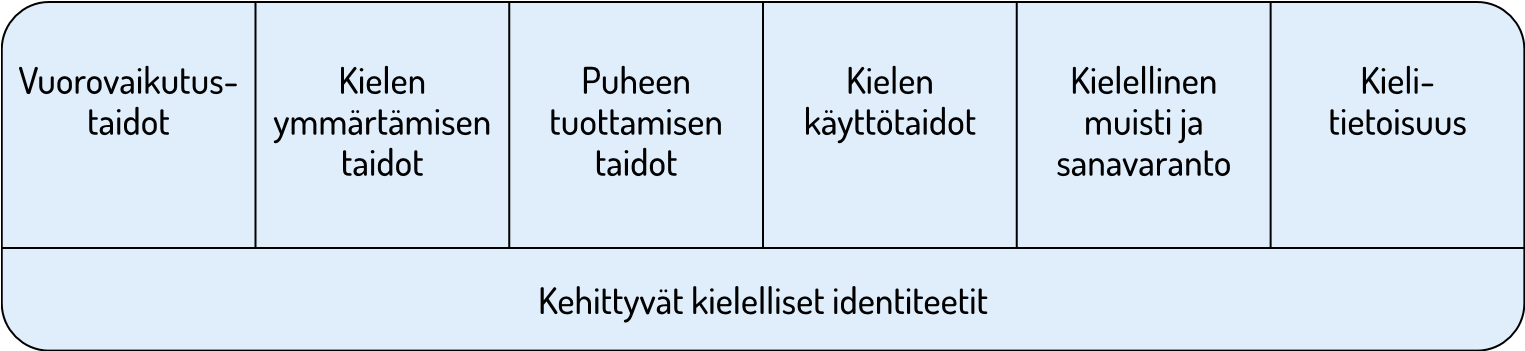 Vuorovaikutus-
taidot
Kielen
ymmärtämisen
taidot
Puheen
tuottamisen
taidot
Kielen
käyttötaidot
Kielellinen
muisti ja
sanavaranto
Kieli-
tietoisuus
Kehittyvät kielelliset identiteetit